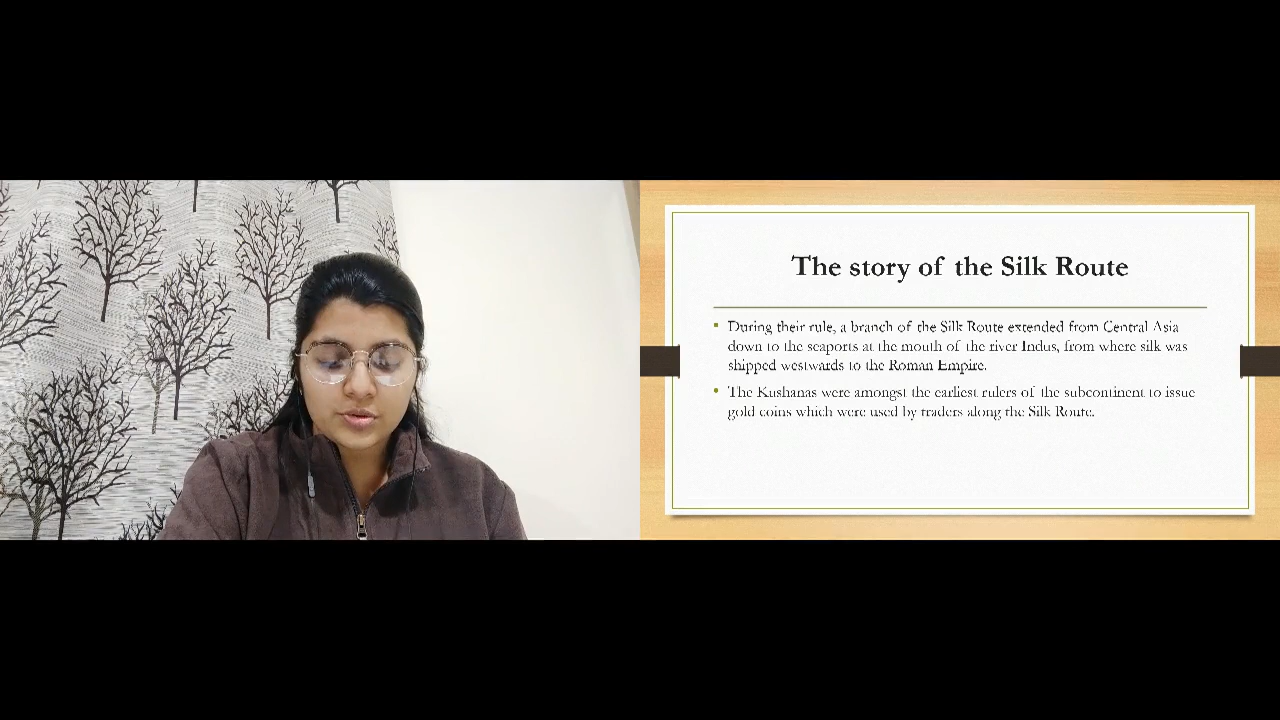 The story of the Silk Route
• During their rule, a branch of the Silk Route extended from Central Asia
down to the seaports at the mouth of the river Indus, from where silk was
shipped westwards to the Roman Empire.
• The Kushanas were amongst the earliest rulers of the subcontinent to issue
gold coins which were used by traders along the Silk Route.